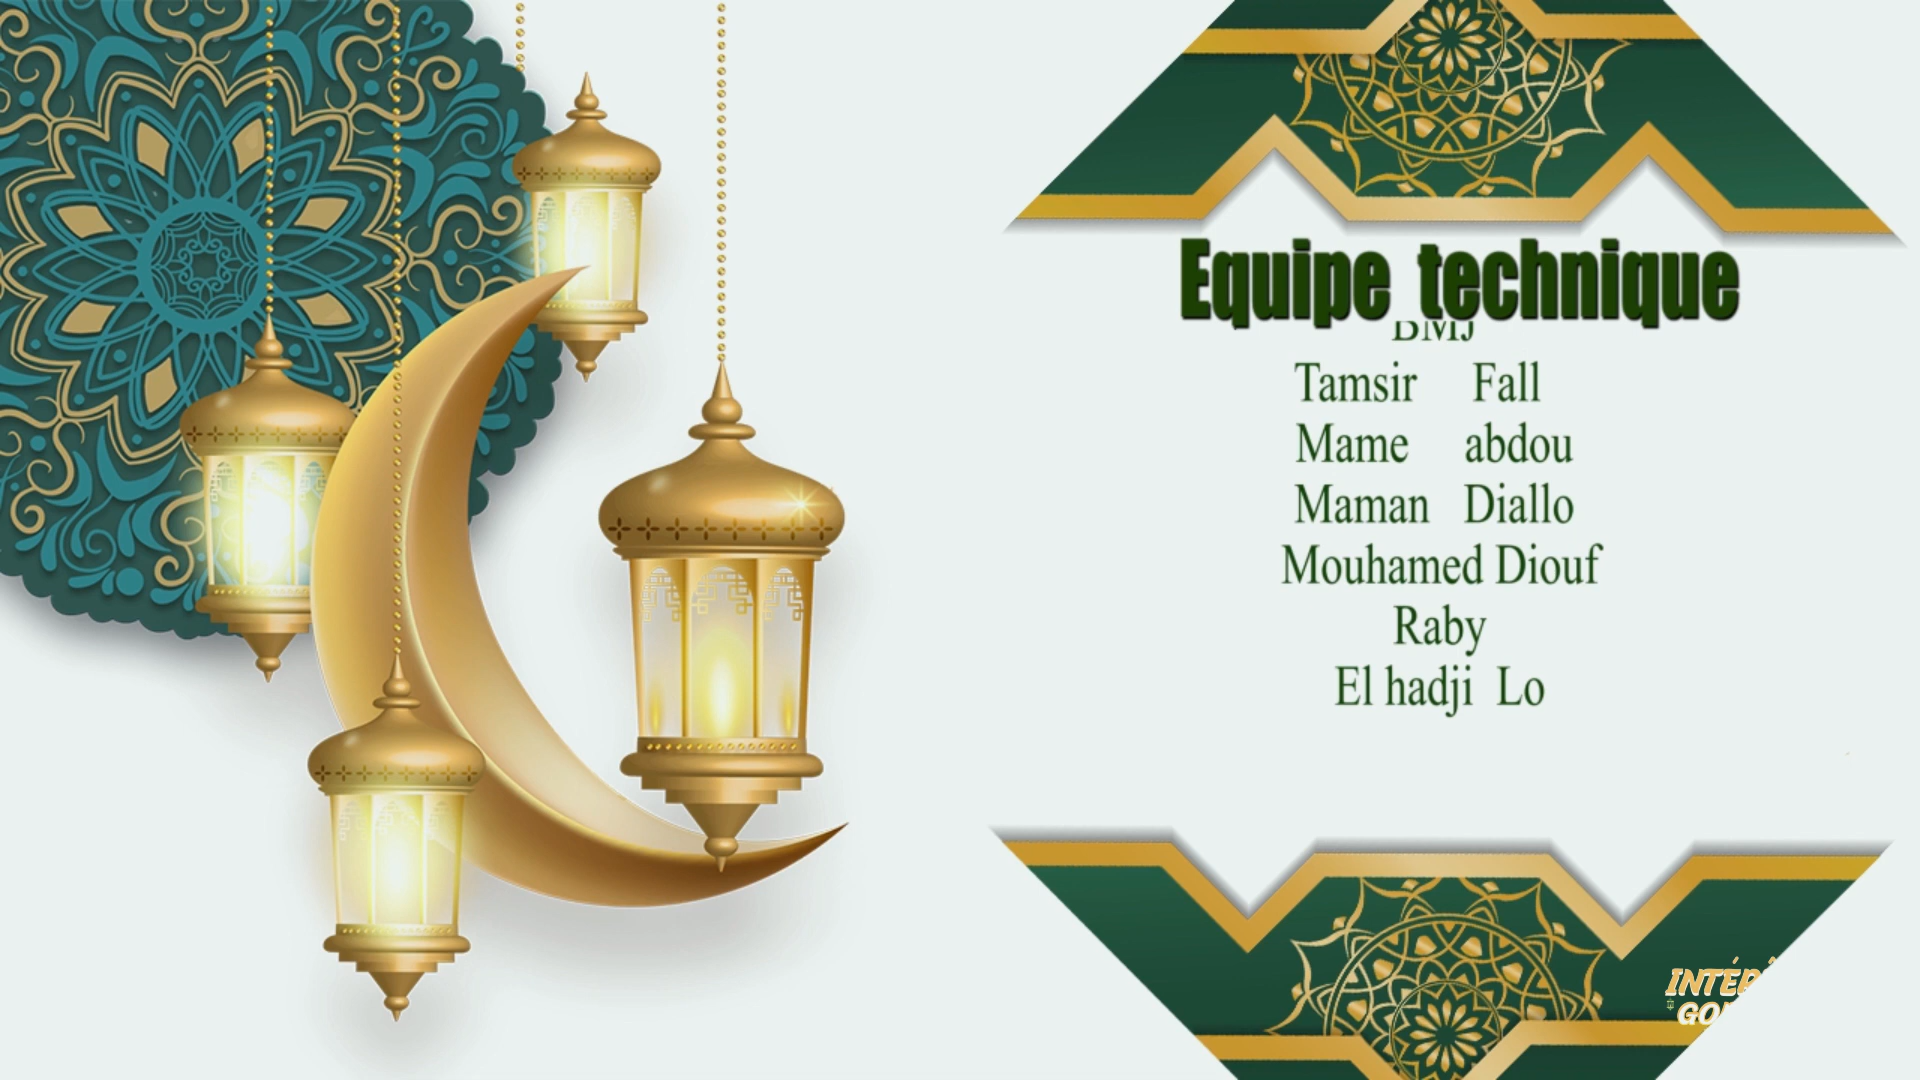 Equipe technique
BMJ
Tamsir Fall
Mame abdou
Maman Diallo
Mouhamed Diouf
Raby
El hadji Lo